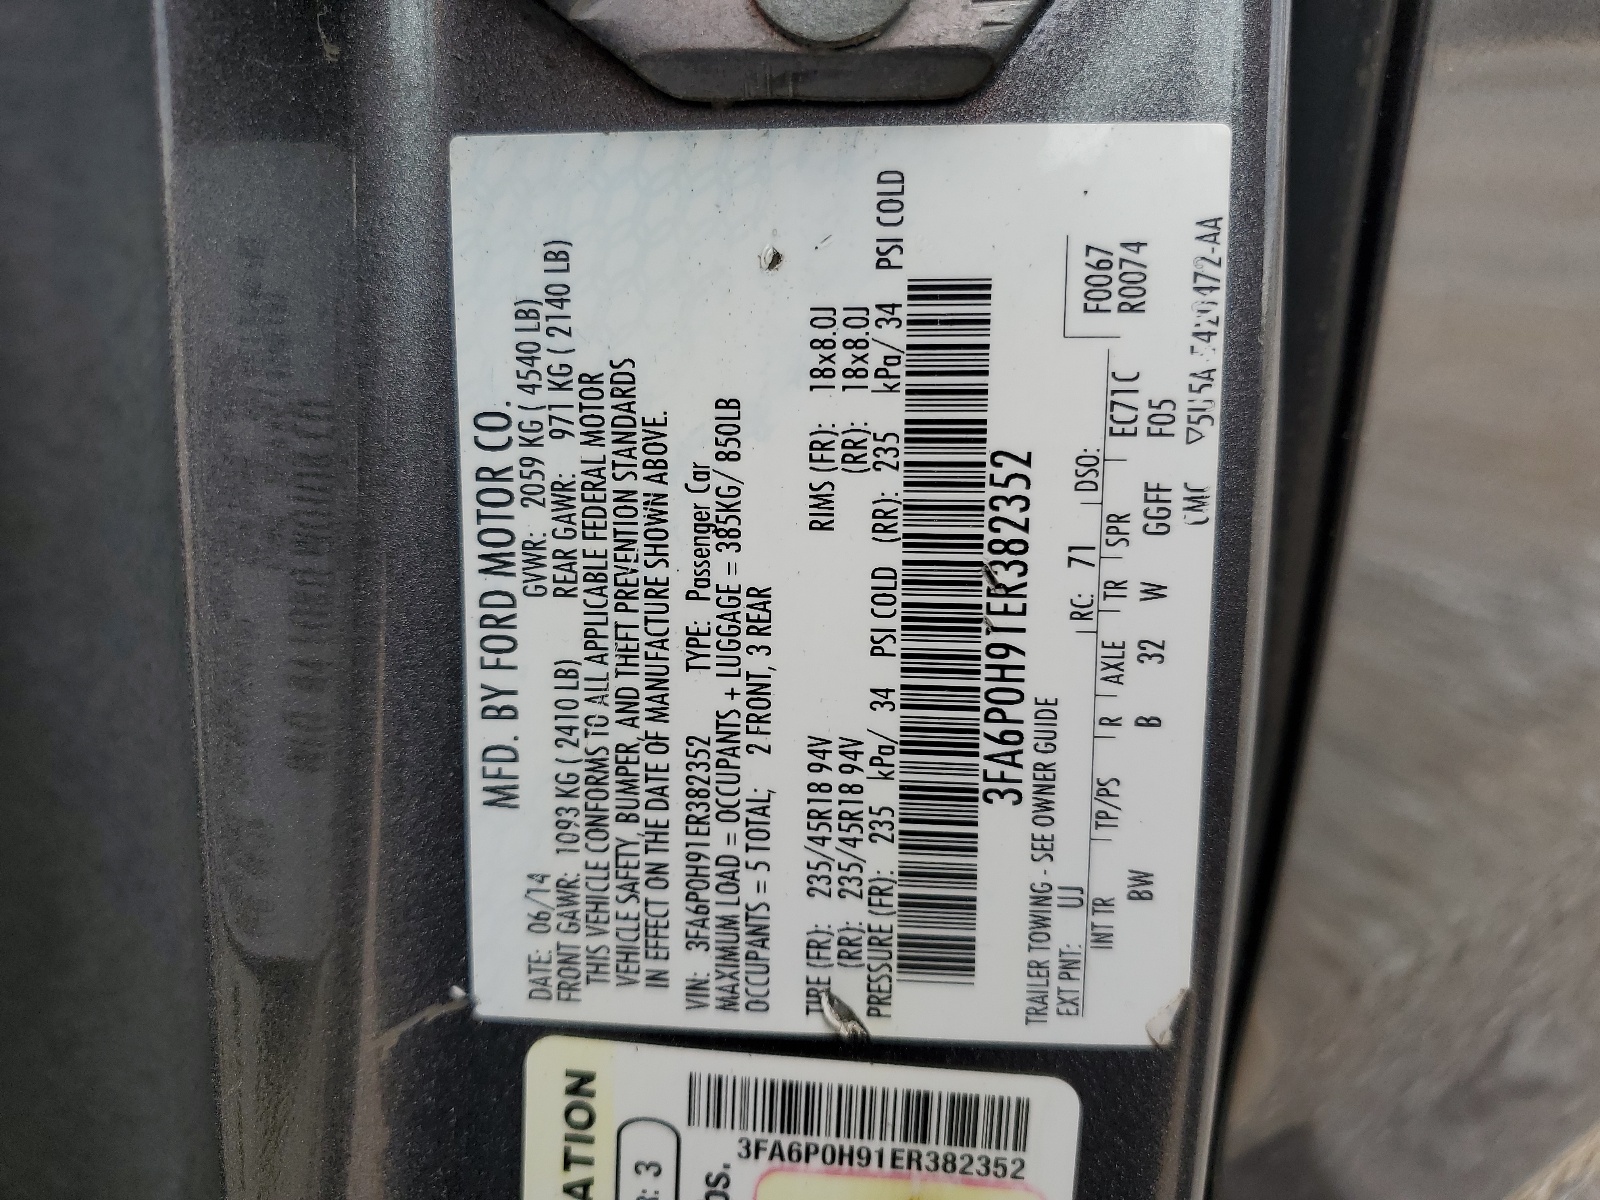 MFD. BY FORD MOTOR CO.
DATE: 06/14 GVWR: 2059 KG ( 4540 LB)
FRONT GAWR: 1093 KG ( 2410 LB) REAR GAWR: 971 KG ( 2140 LB)
THIS VEHICLE CONFORMS TO ALL APPLICABLE FEDERAL MOTOR
VEHICLE SAFETY, BUMPER, AND THEFT PREVENTION STANDARDS
IN EFFECT ON THE DATE OF MANUFACTURE SHOWN ABOVE.
VIN: 3FA6P0H91ER382352 TYPE: Passenger Car
MAXIMUM LOAD = OCCUPANTS + LUGGAGE = 385KG/ 850LB
OCCUPANTS = 5 TOTAL; 2 FRONT, 3 REAR
TIRE (FR): 235/45R18 94V RIMS (FR): 18x8.0J
(RR): 235/45R18 94V (RR): 18x8.0J
PRESSURE (FR): 235 kPa/ 34 PSI COLD (RR): 235 kPa/ 34 PSI COLD
3FA6P0H91ER382352
TRAILER TOWING - SEE OWNER GUIDE
EXT PNT: UJ RC: 71 DSO: F0067
INT TR TP/PS R AXLE TR SPR EC71C R0074
BW B 32 W GGFF F05
ATION
R: 3
OS.
3FA6P0H91ER382352